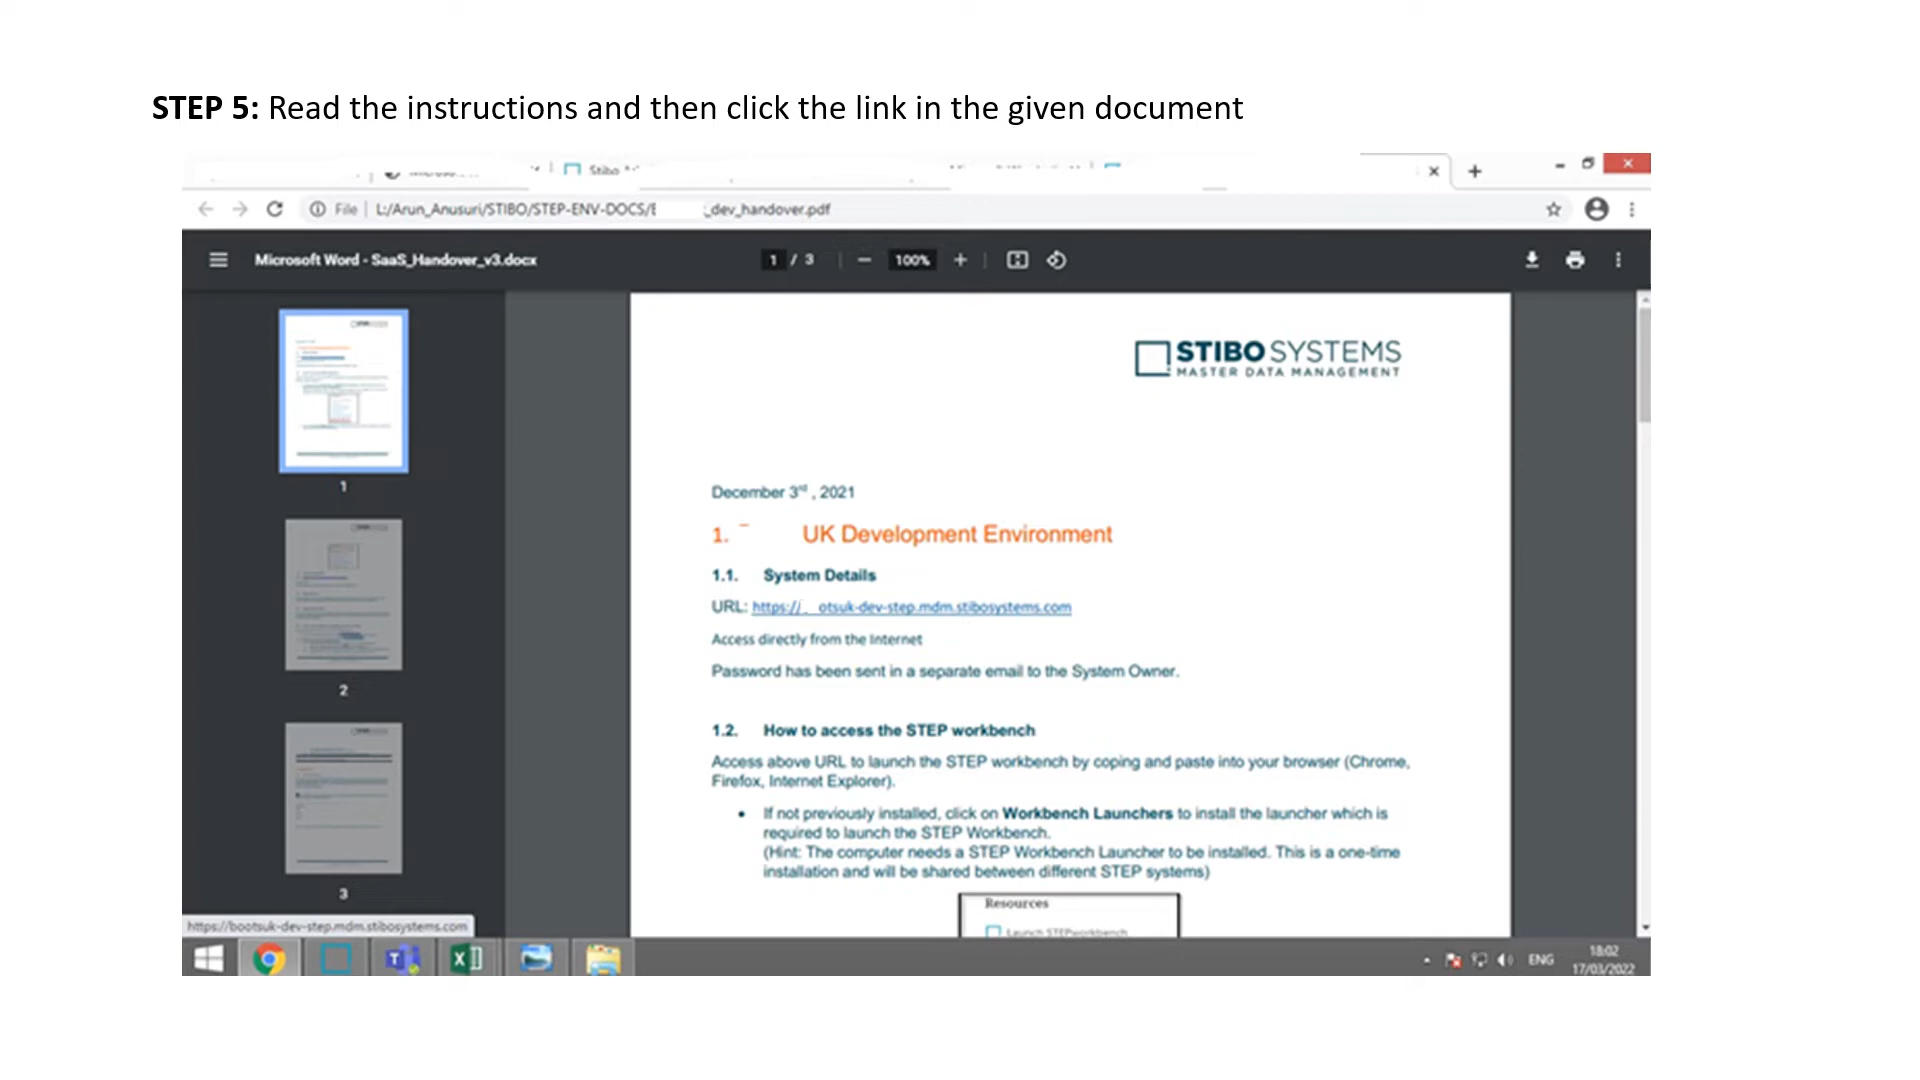 STEP 5: Read the instructions and then click the link in the given document
Stibo
File | L:/Arun_Anusuri/STIBO/STEP-ENV-DOCS/E _dev_handover.pdf
Microsoft Word - SaaS_Handover_v3.docx
1 / 3
100%
STIBO SYSTEMS
MASTER DATA MANAGEMENT
December 3rd , 2021
1. UK Development Environment
1.1. System Details
URL: https:// otsuk-dev-step.mdm.stibosystems.com
Access directly from the Internet
Password has been sent in a separate email to the System Owner.
1.2. How to access the STEP workbench
Access above URL to launch the STEP workbench by coping and paste into your browser (Chrome,
Firefox, Internet Explorer).
• If not previously installed, click on Workbench Launchers to install the launcher which is
required to launch the STEP Workbench.
(Hint: The computer needs a STEP Workbench Launcher to be installed. This is a one-time
installation and will be shared between different STEP systems)
Resources
Launch STEPworkbench
1
2
3
https://bootsuk-dev-step.mdm.stibosystems.com
ENG
18:02
17/03/2022